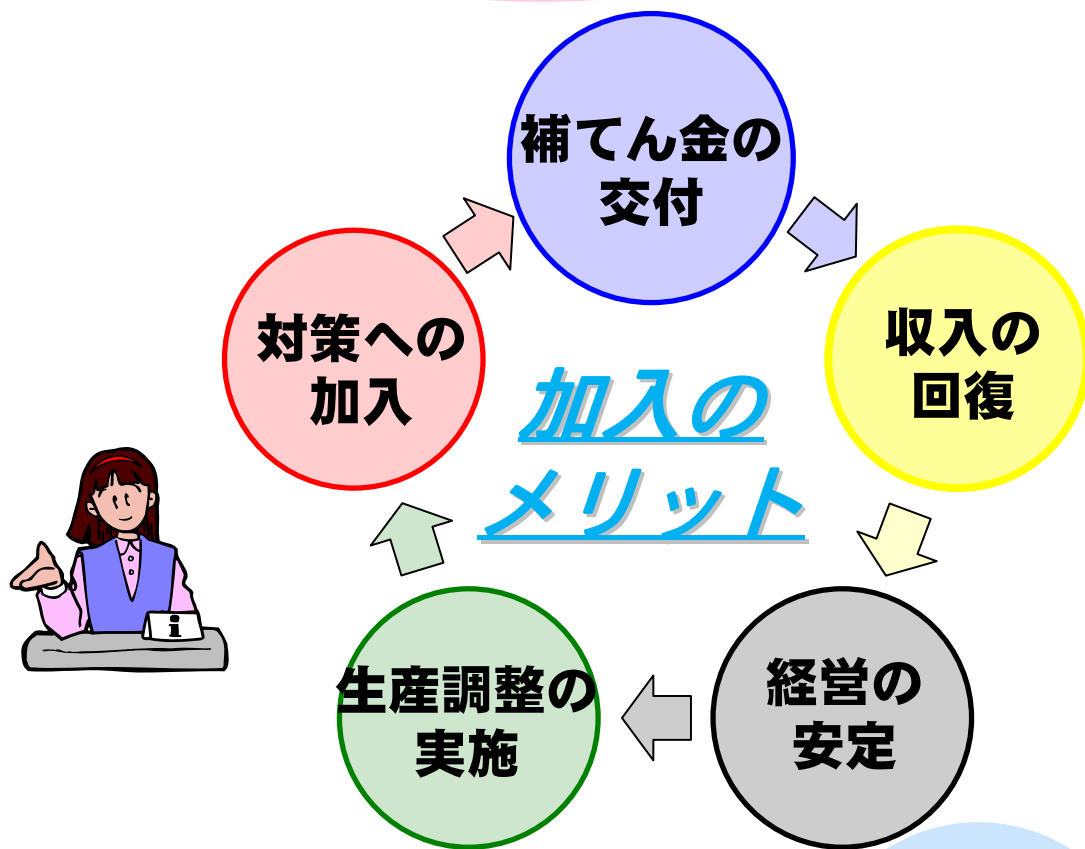 補てん金の
交付
収入の
回復
対策への
加入
加入の
メリット
経営の
安定
生産調整の
実施
i